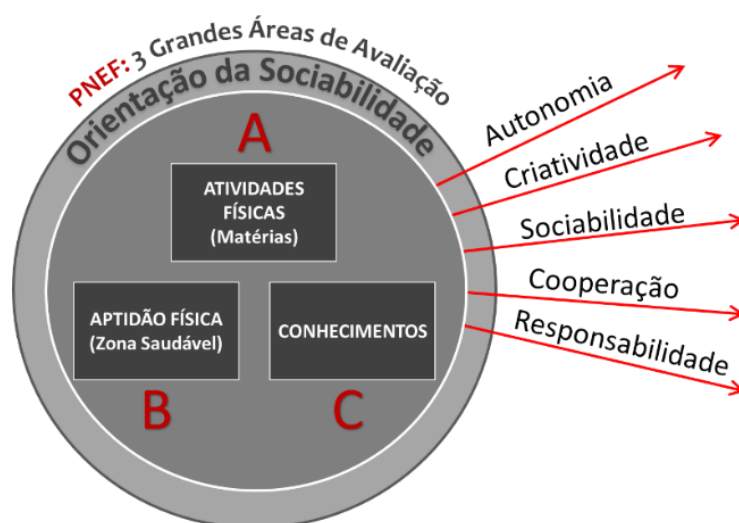 PNEF: 3 Grandes Áreas de Avaliação
Orientação da Sociabilidade
A
ATIVIDADES
FÍSICAS
(Matérias)
APTIDÃO FÍSICA
(Zona Saudável)
B
CONHECIMENTOS
C
Autonomia
Criatividade
Sociabilidade
Cooperação
Responsabilidade